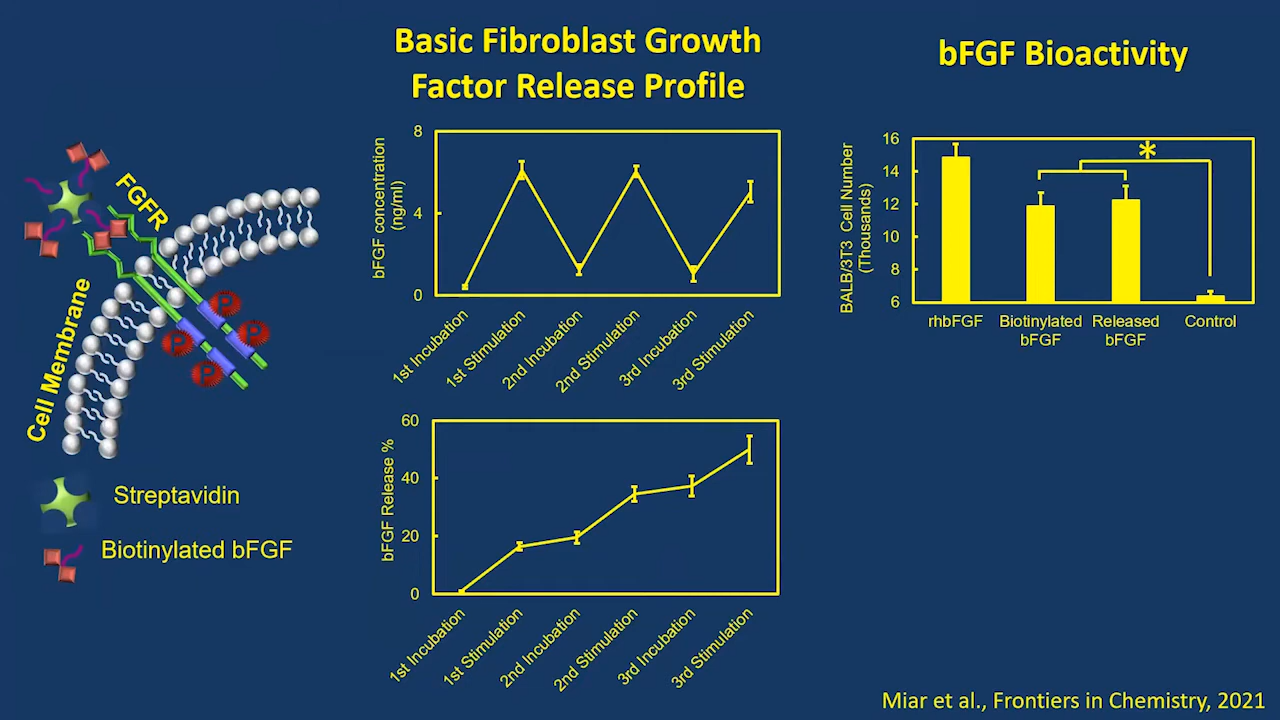 Basic Fibroblast Growth
Factor Release Profile
bFGF Bioactivity
FGFR
Cell Membrane
P
P
P
P
Streptavidin
Biotinylated bFGF
bFGF concentration
(ng/ml)
8
4
0
1st Incubation
1st Stimulation
2nd Incubation
2nd Stimulation
3rd Incubation
3rd Stimulation
bFGF Release %
60
40
20
0
1st Incubation
1st Stimulation
2nd Incubation
2nd Stimulation
3rd Incubation
3rd Stimulation
BALB/3T3 Cell Number
(Thousands)
16
14
12
10
8
6
*
rhbFGF
Biotinylated
bFGF
Released
bFGF
Control
Miar et al., Frontiers in Chemistry, 2021